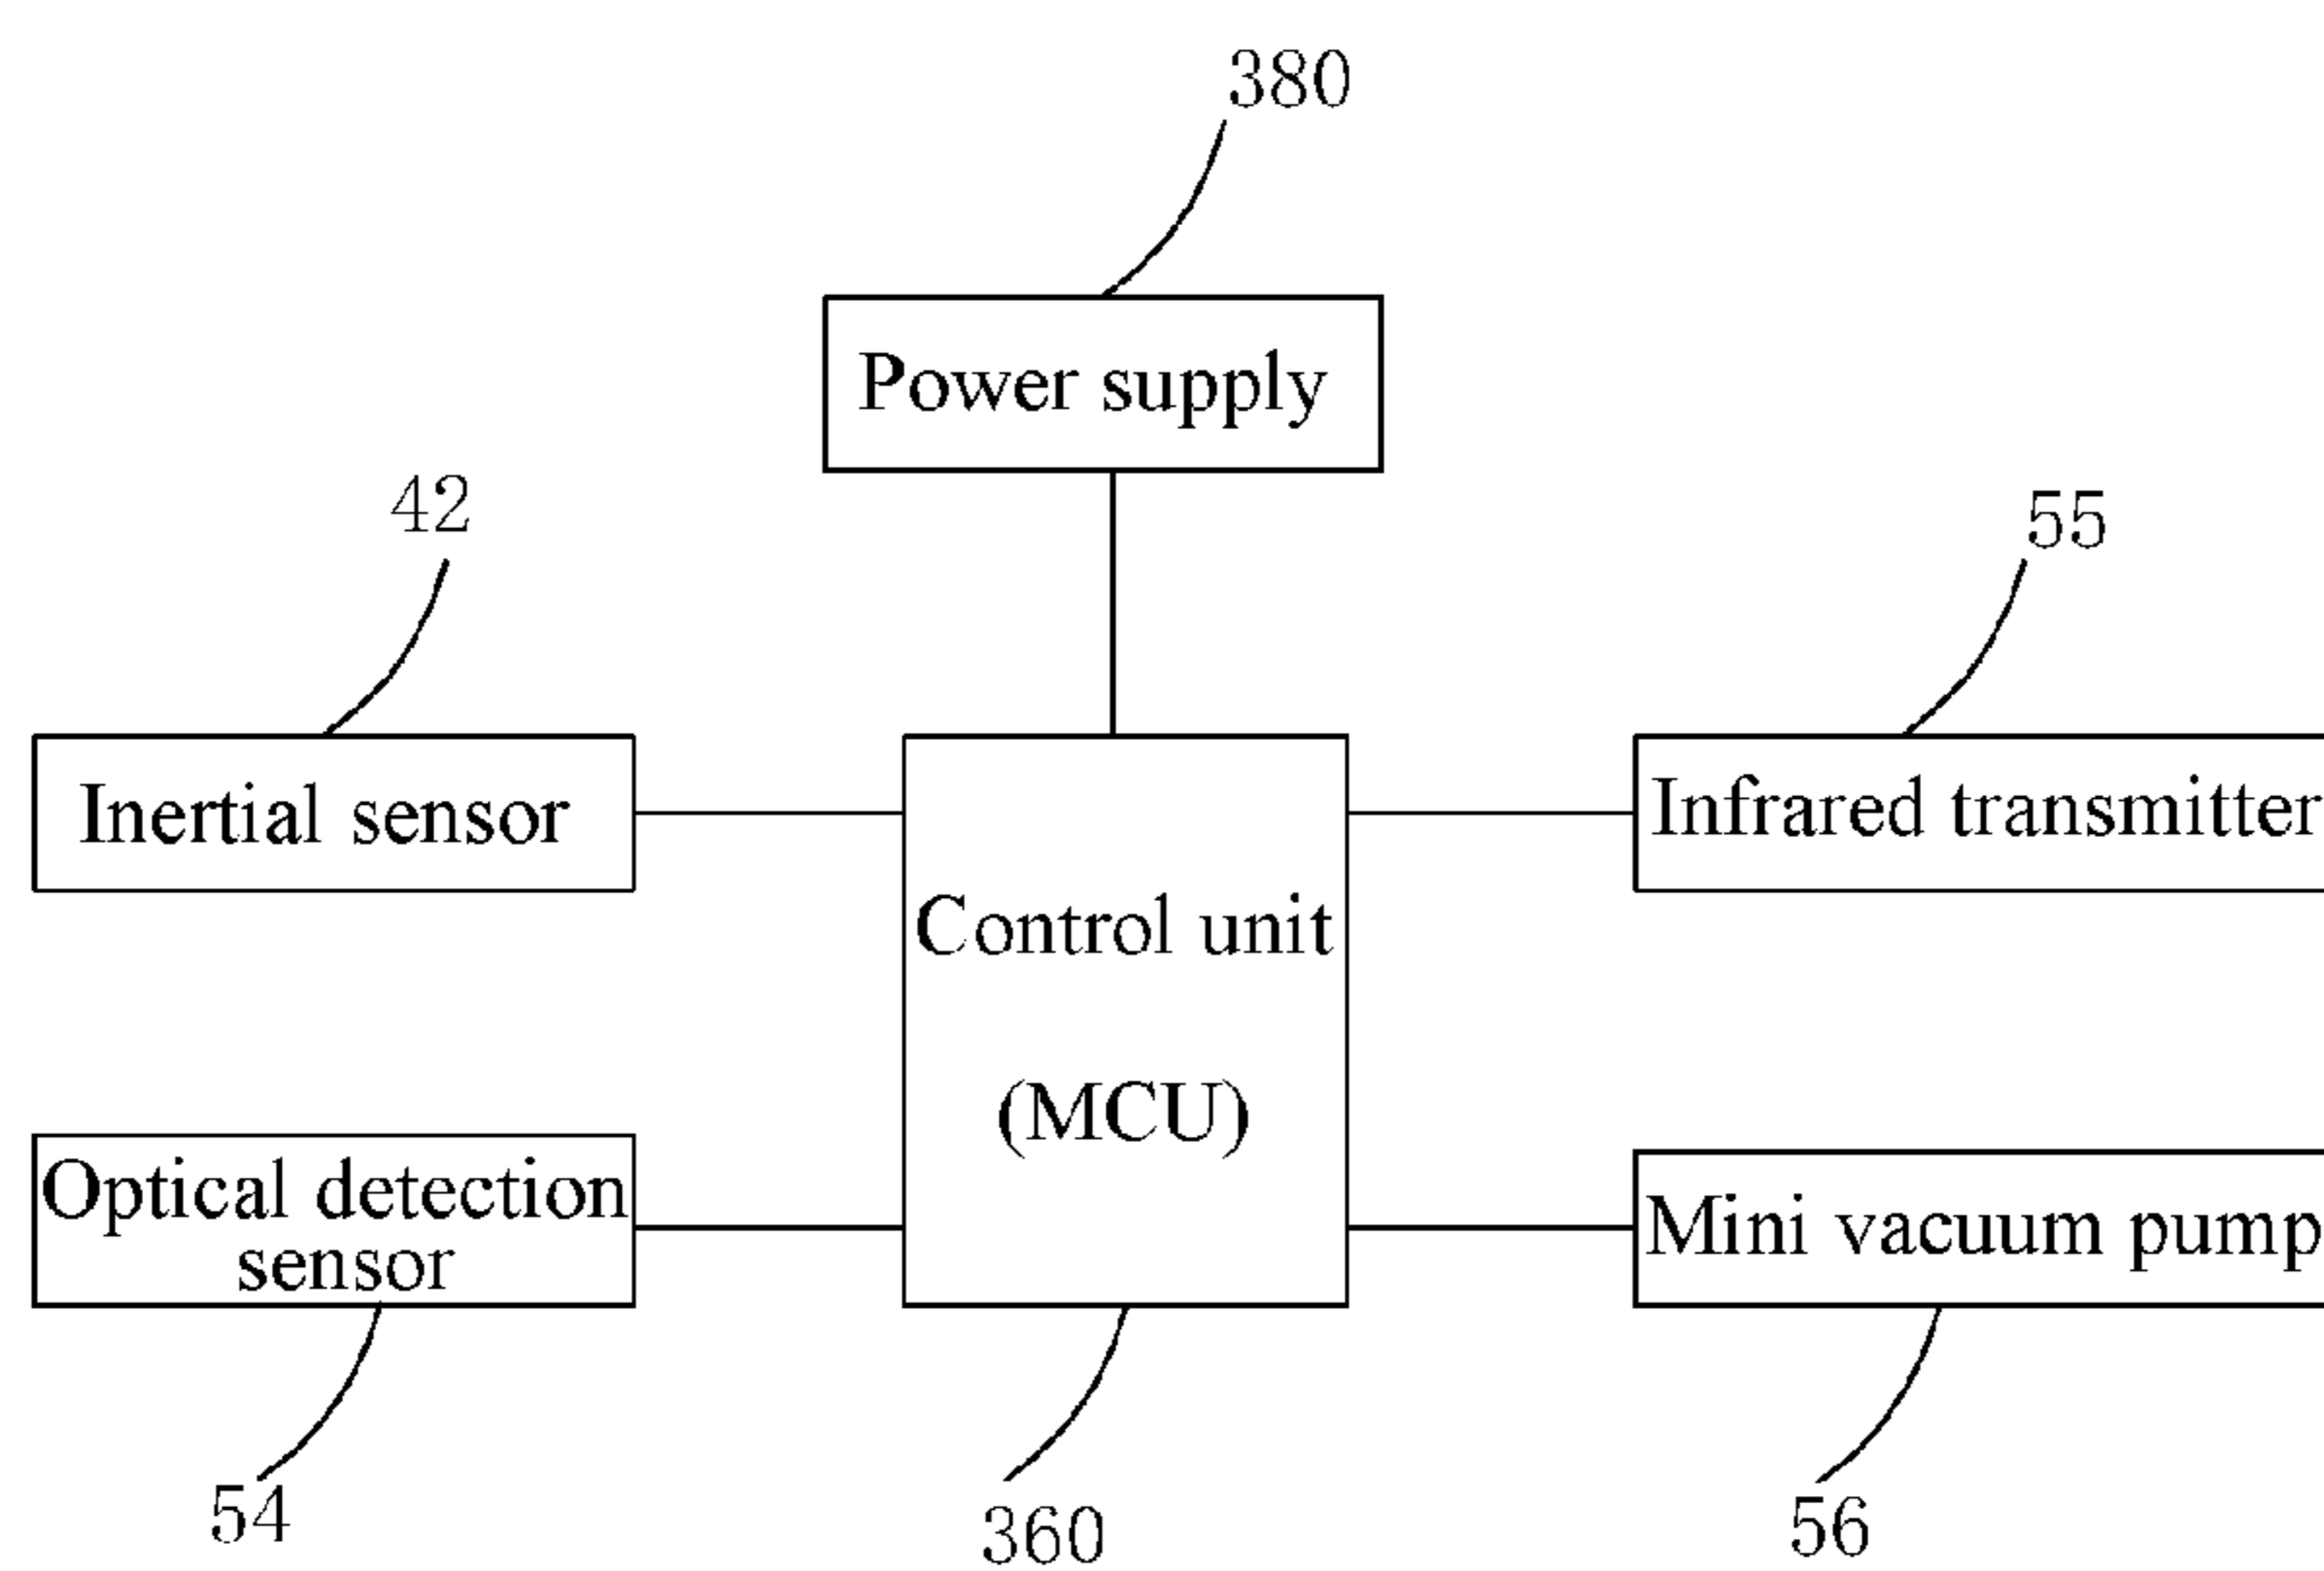 380
Power supply
42
55
Inertial sensor
Infrared transmitter
Control unit
(MCU)
Optical detection
sensor
Mini vacuum pump
54
360
56